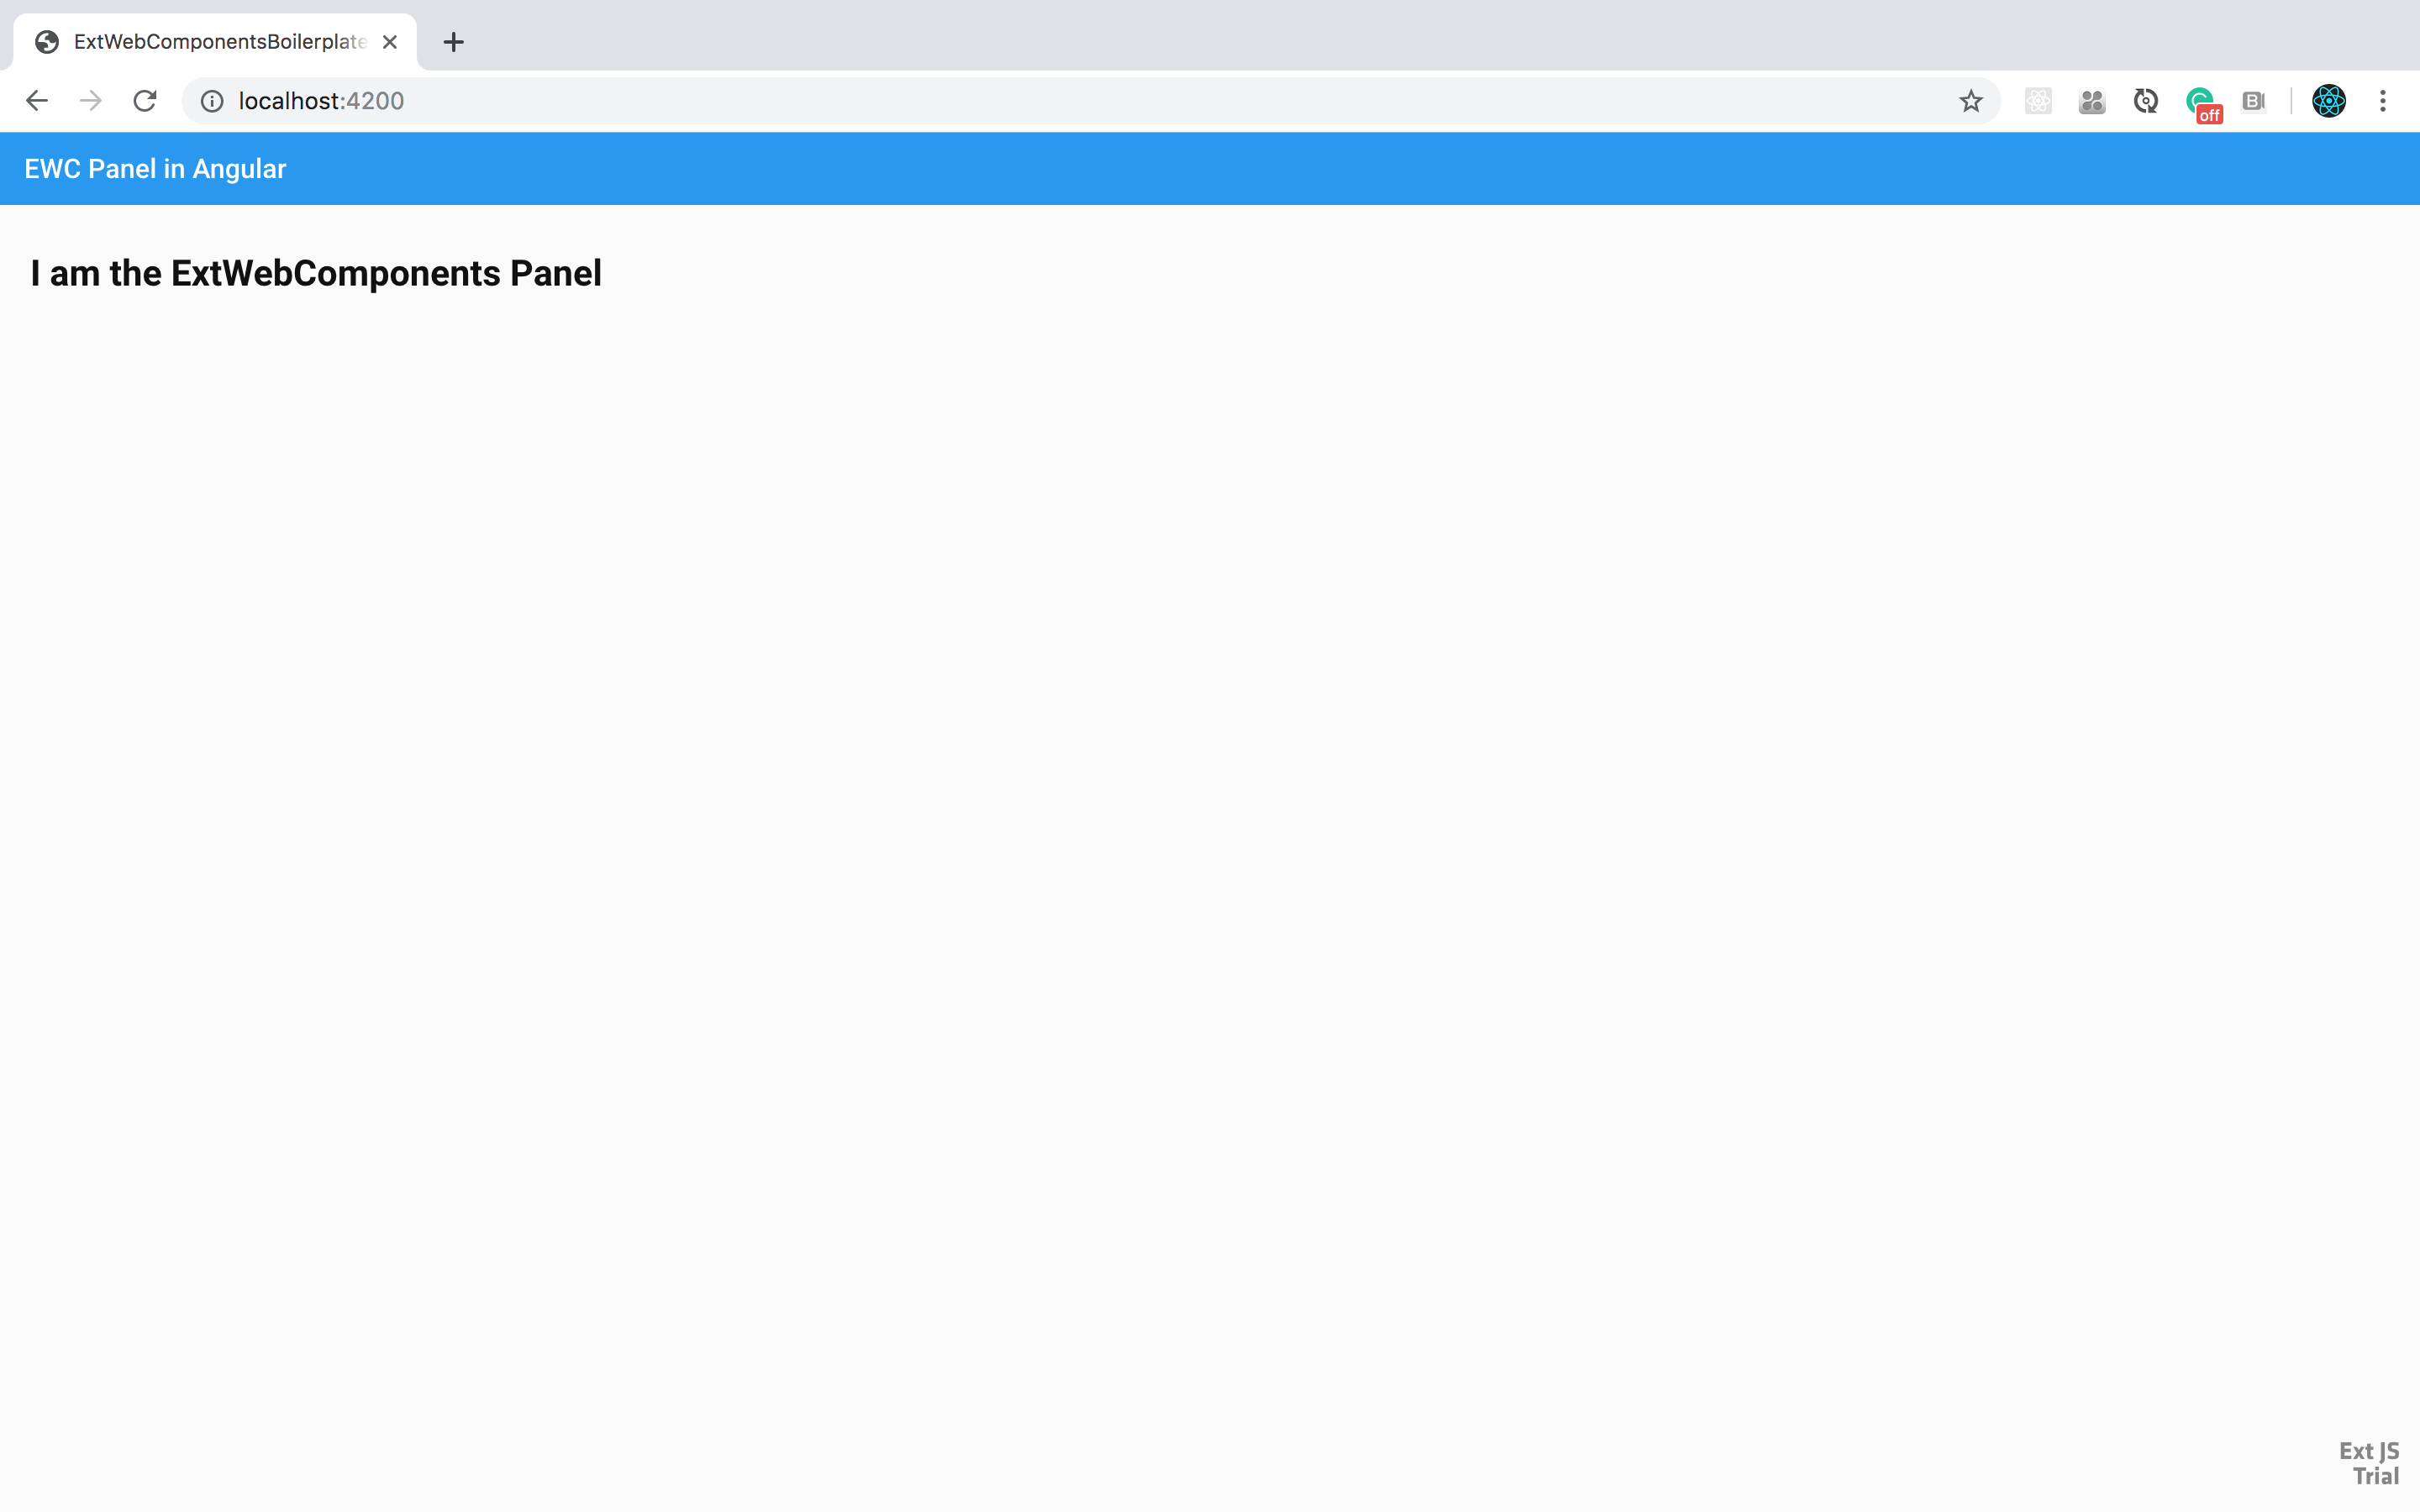 ExtWebComponentsBoilerplate
localhost:4200
off
B
EWC Panel in Angular
I am the ExtWebComponents Panel
Ext JS
Trial